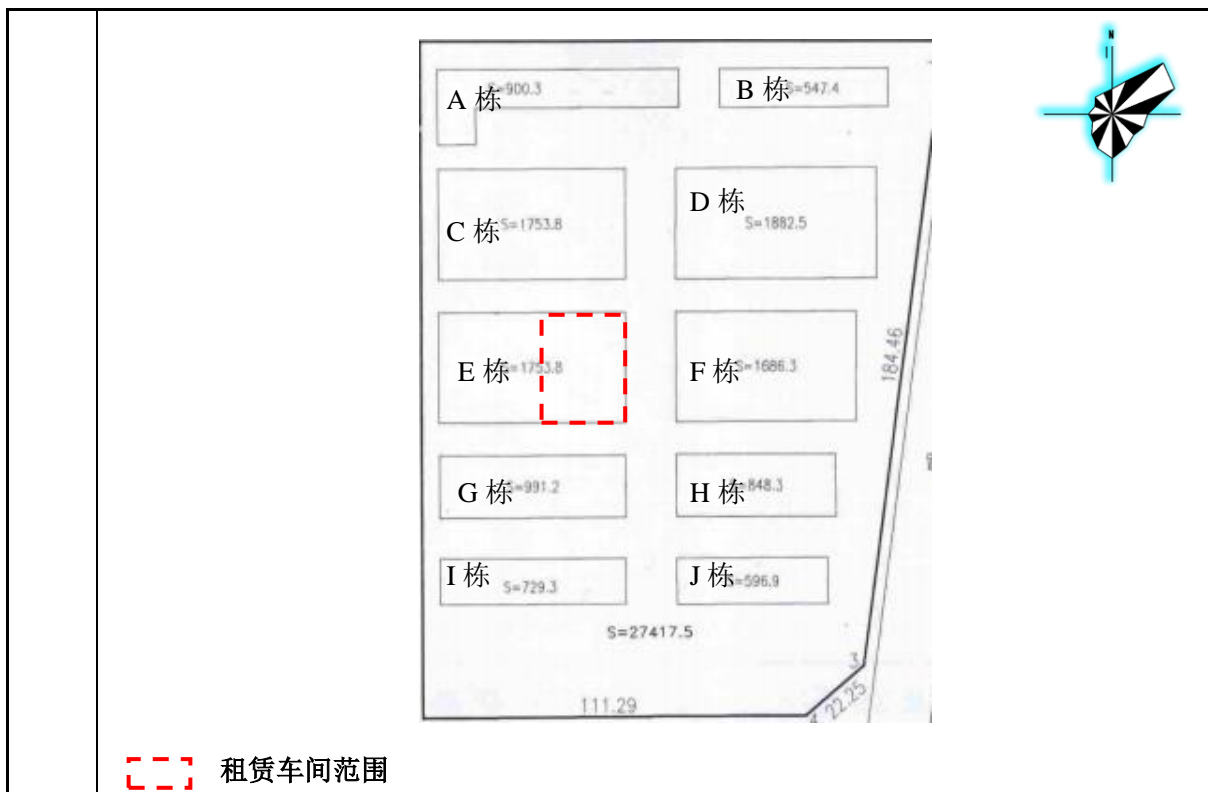 N
A 栋 S=900.3
B 栋 S=547.4
C 栋 S=1753.8
D 栋
S=1882.5
E 栋 S=1753.8
F 栋 S=1686.3
184.46
G 栋 S=991.2
H 栋 S=848.3
I 栋
S=729.3
J 栋 S=596.9
S=27417.5
3
22.25
111.29
租赁车间范围